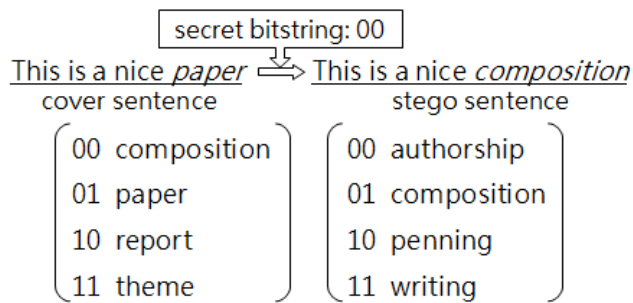 secret bitstring: 00
This is a nice paper This is a nice composition
cover sentence stego sentence
00 composition 00 authorship
01 paper 01 composition
10 report 10 penning
11 theme 11 writing